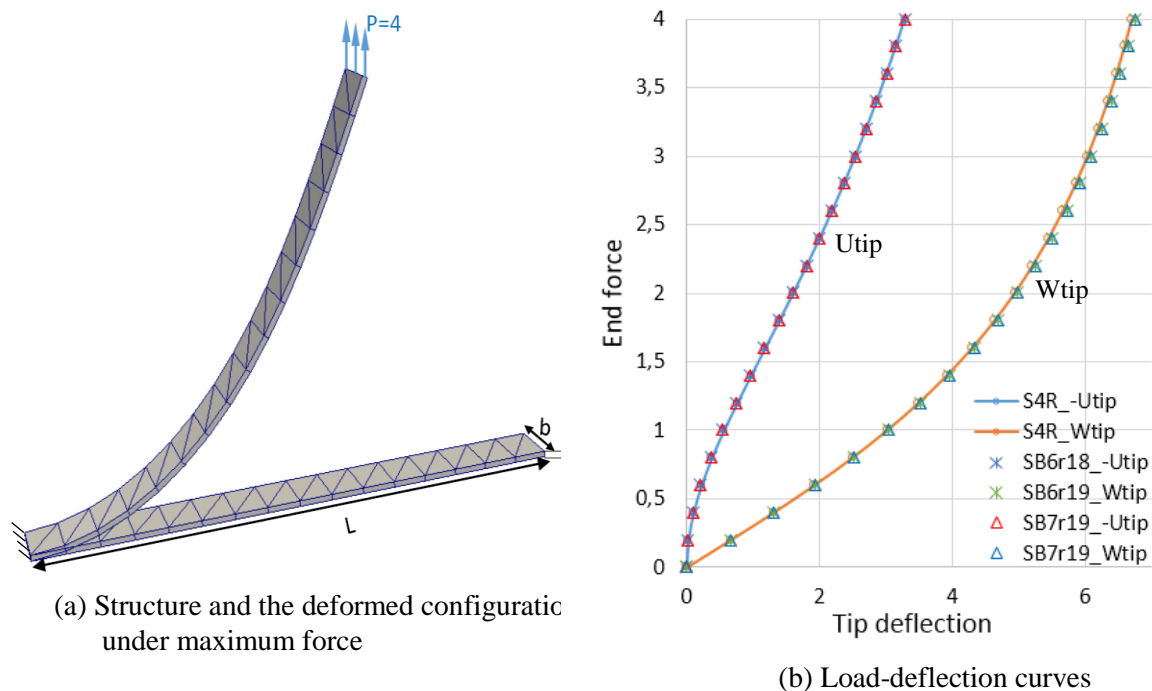 P=4
b
L
(a) Structure and the deformed configuratio
under maximum force
4
3,5
3
2,5
2
1,5
1
0,5
0
End force
Utip
Wtip
S4R_-Utip
S4R_Wtip
SB6r18_-Utip
SB6r19_Wtip
SB7r19_-Utip
SB7r19_Wtip
0 2 4 6
Tip deflection
(b) Load-deflection curves